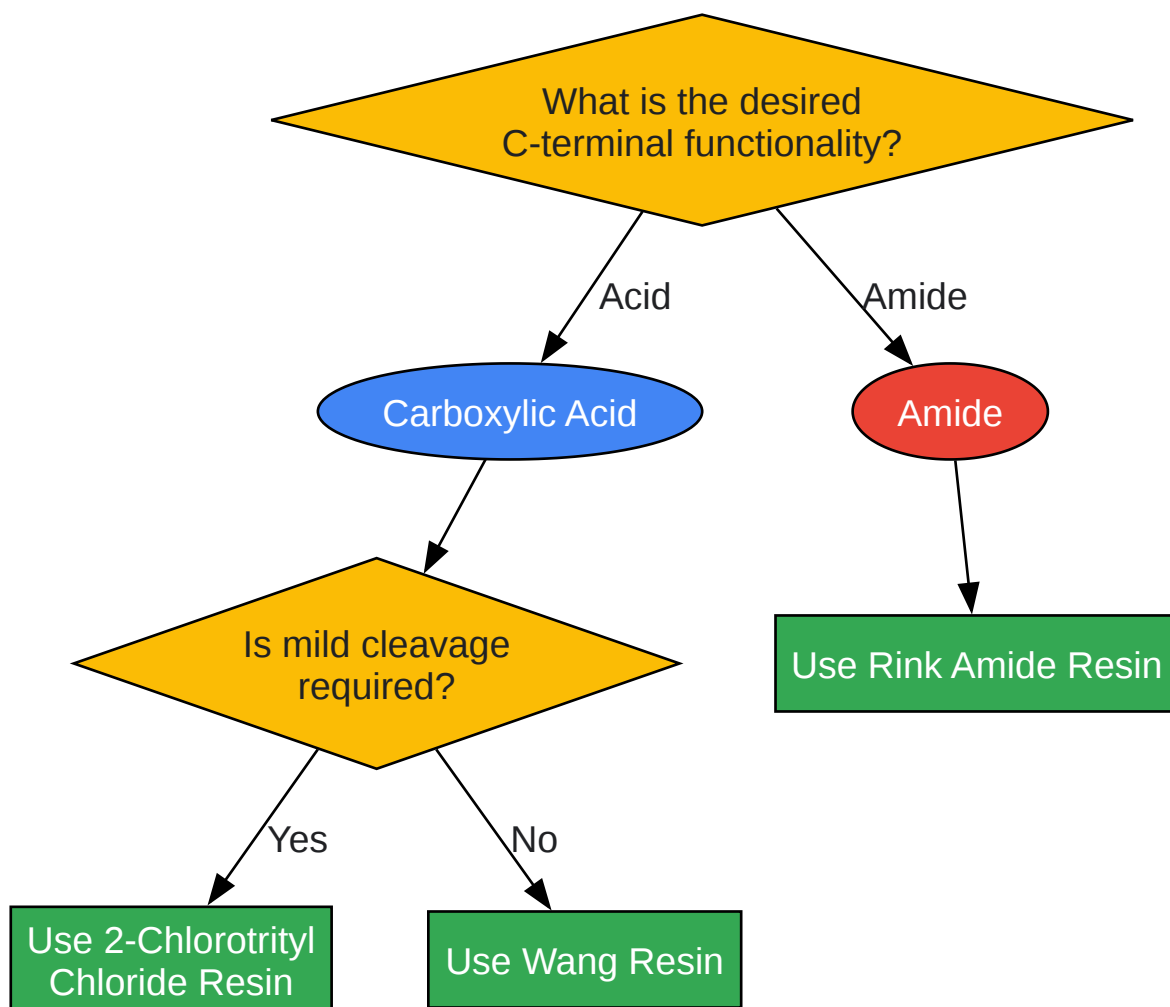 What is the desired
C-terminal functionality?
Acid
Amide
Carboxylic Acid
Amide
Is mild cleavage
required?
Use Rink Amide Resin
Yes
No
Use 2-Chlorotrityl
Chloride Resin
Use Wang Resin